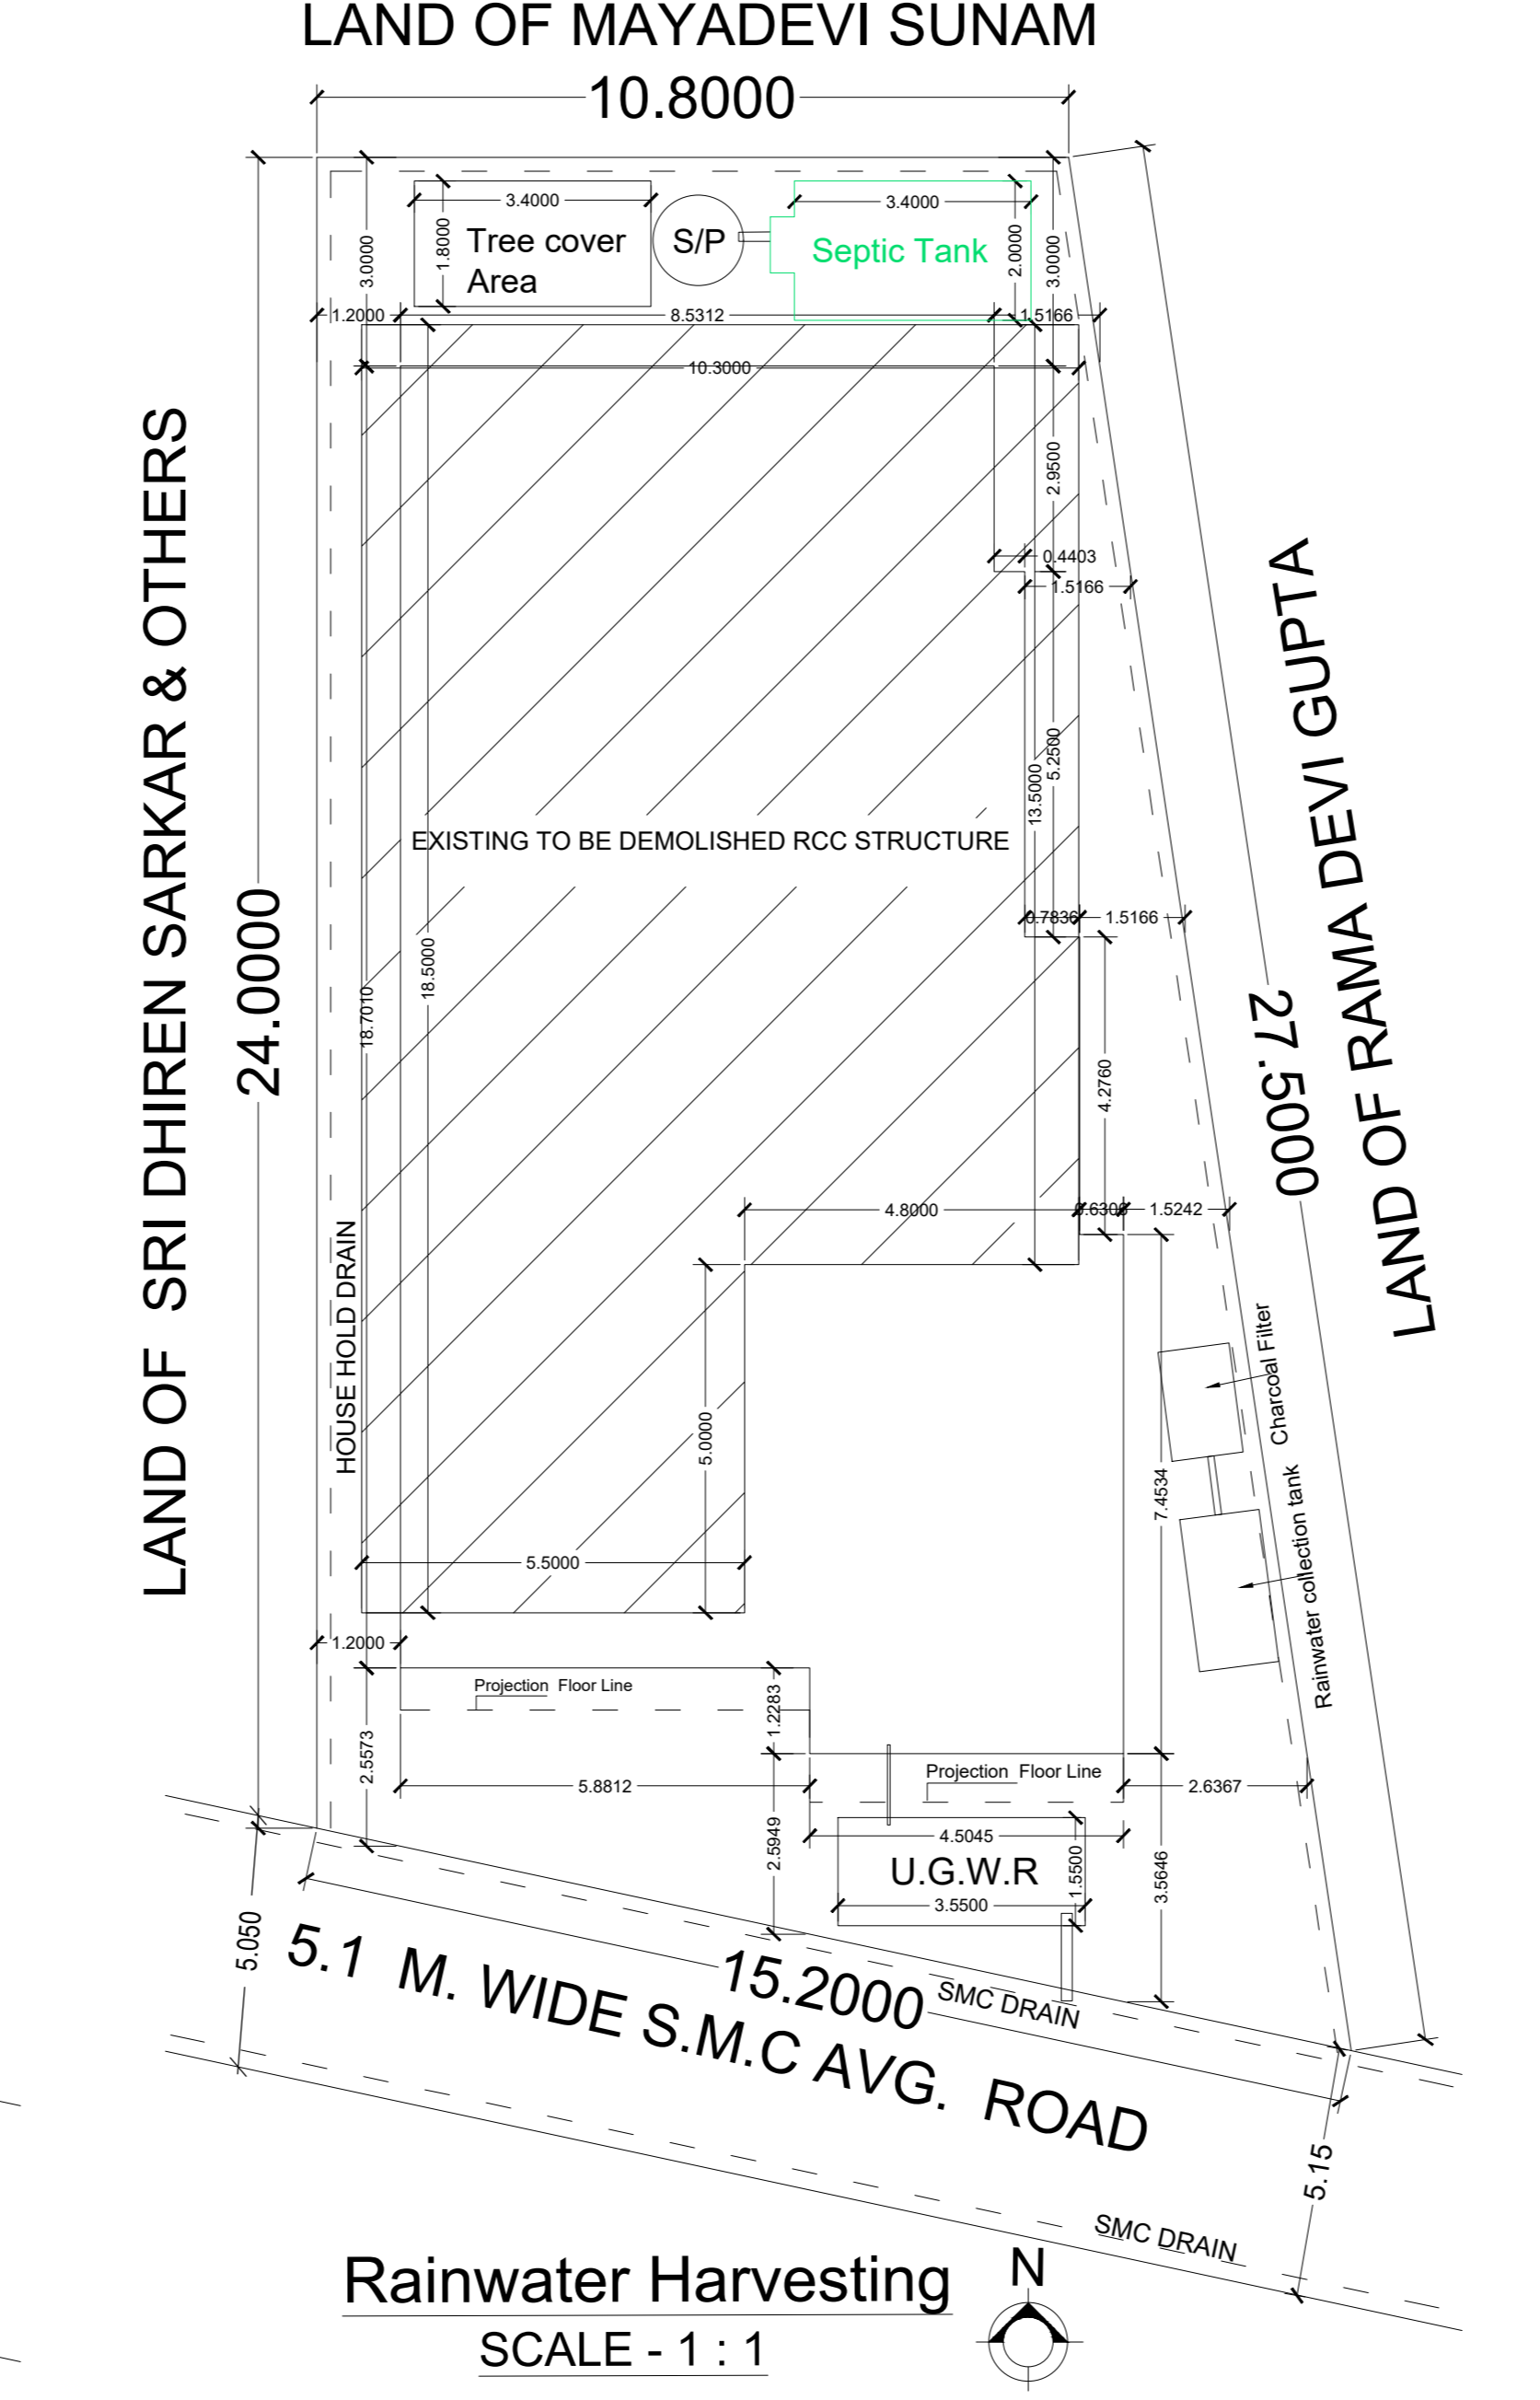 LAND OF MAYADEVI SUNAM
10.8000
3.4000
3.4000
1.8000
Tree cover
Area
S/P
Septic Tank
2.0000
3.0000
3.0000
1.2000
8.5312
1.5166
10.3000
LAND OF SRI DHIREN SARKAR & OTHERS
24.0000
2.9500
0.4403
1.5166
5.2500
13.5000
EXISTING TO BE DEMOLISHED RCC STRUCTURE
0.7836
1.5166
18.5000
18.7010
4.2760
LAND OF RAMA DEVI GUPTA
27.5000
4.8000
1.5242
HOUSE HOLD DRAIN
5.0000
Charcoal Filter
7.4534
Rainwater collection tank
5.5000
1.2000
Projection Floor Line
1.2283
2.5573
5.8812
Projection Floor Line
2.6367
4.5045
2.5949
U.G.W.R
1.5500
3.5500
3.5646
5.050
15.2000
SMC DRAIN
5.1 M. WIDE S.M.C AVG. ROAD
5.15
SMC DRAIN
Rainwater Harvesting
N
SCALE - 1 : 1